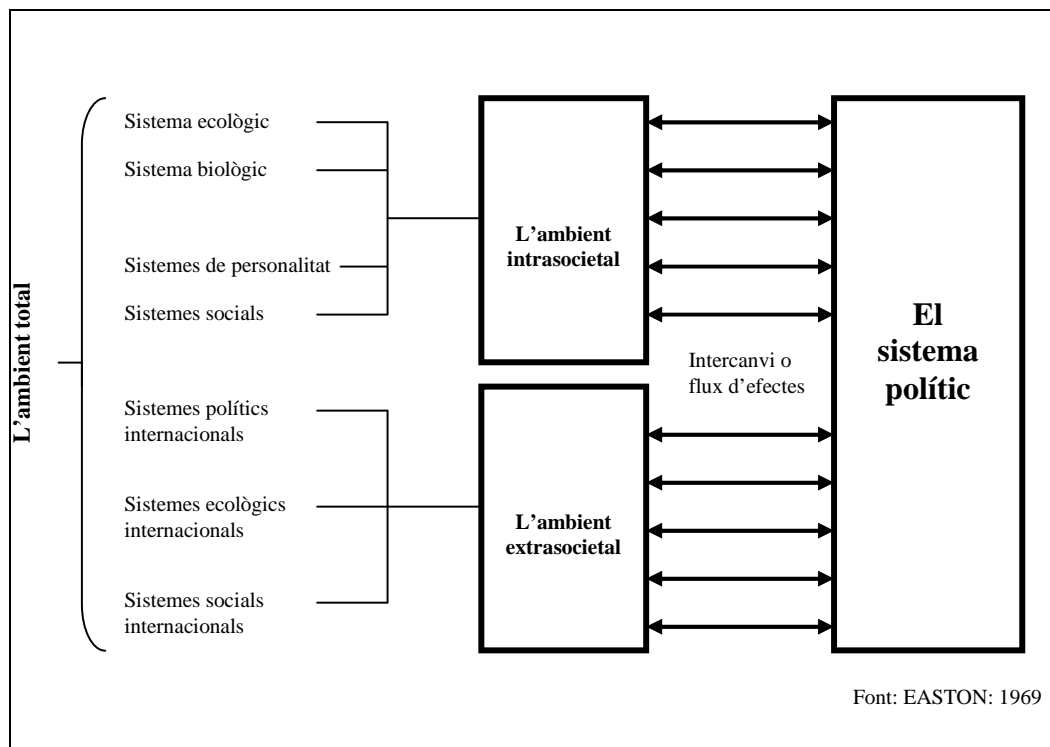 L’ambient total
Sistema ecològic
Sistema biològic
Sistemes de personalitat
Sistemes socials
Sistemes polítics
internacionals
Sistemes ecològics
internacionals
Sistemes socials
internacionals
L’ambient
intrasocietal
L’ambient
extrasocietal
Intercanvi o
flux d’efectes
El
sistema
polític
Font: EASTON: 1969